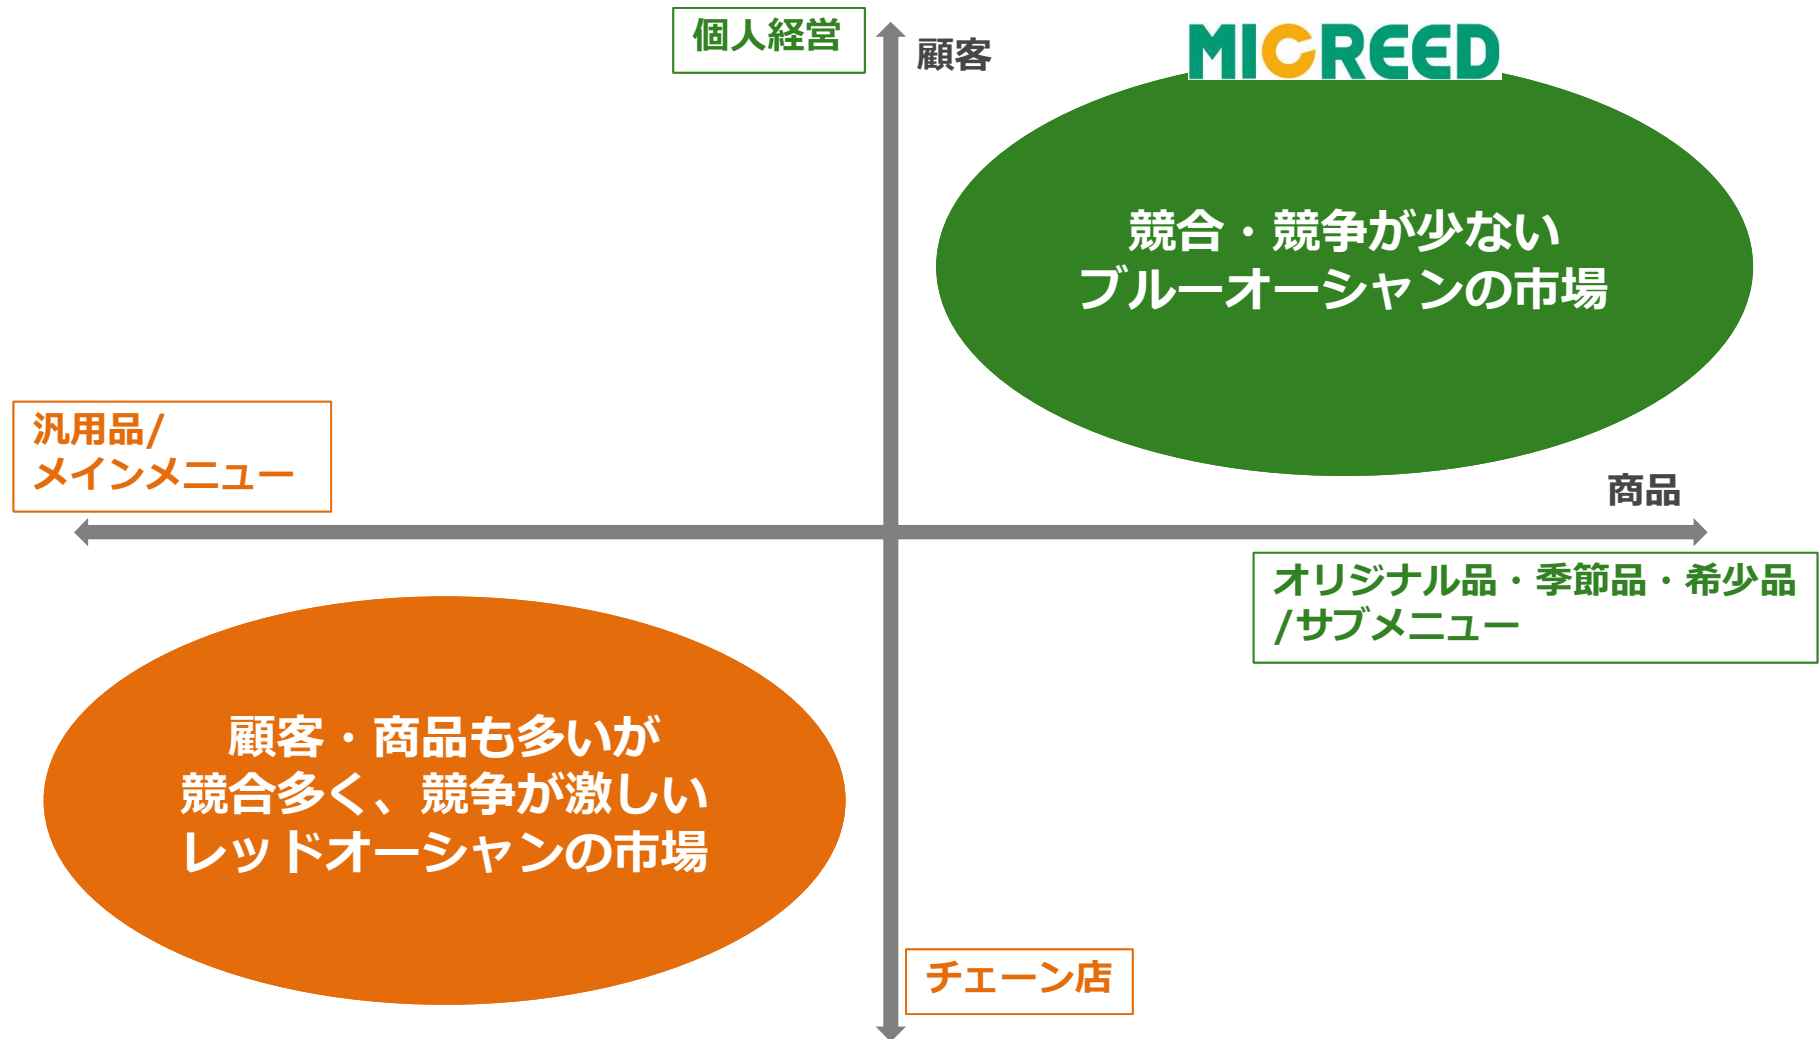 個人経営
顧客
MICREED
競合・競争が少ない
ブルーオーシャンの市場
汎用品/
メインメニュー
商品
オリジナル品・季節品・希少品
/サブメニュー
顧客・商品も多いが
競合多く、競争が激しい
レッドオーシャンの市場
チェーン店